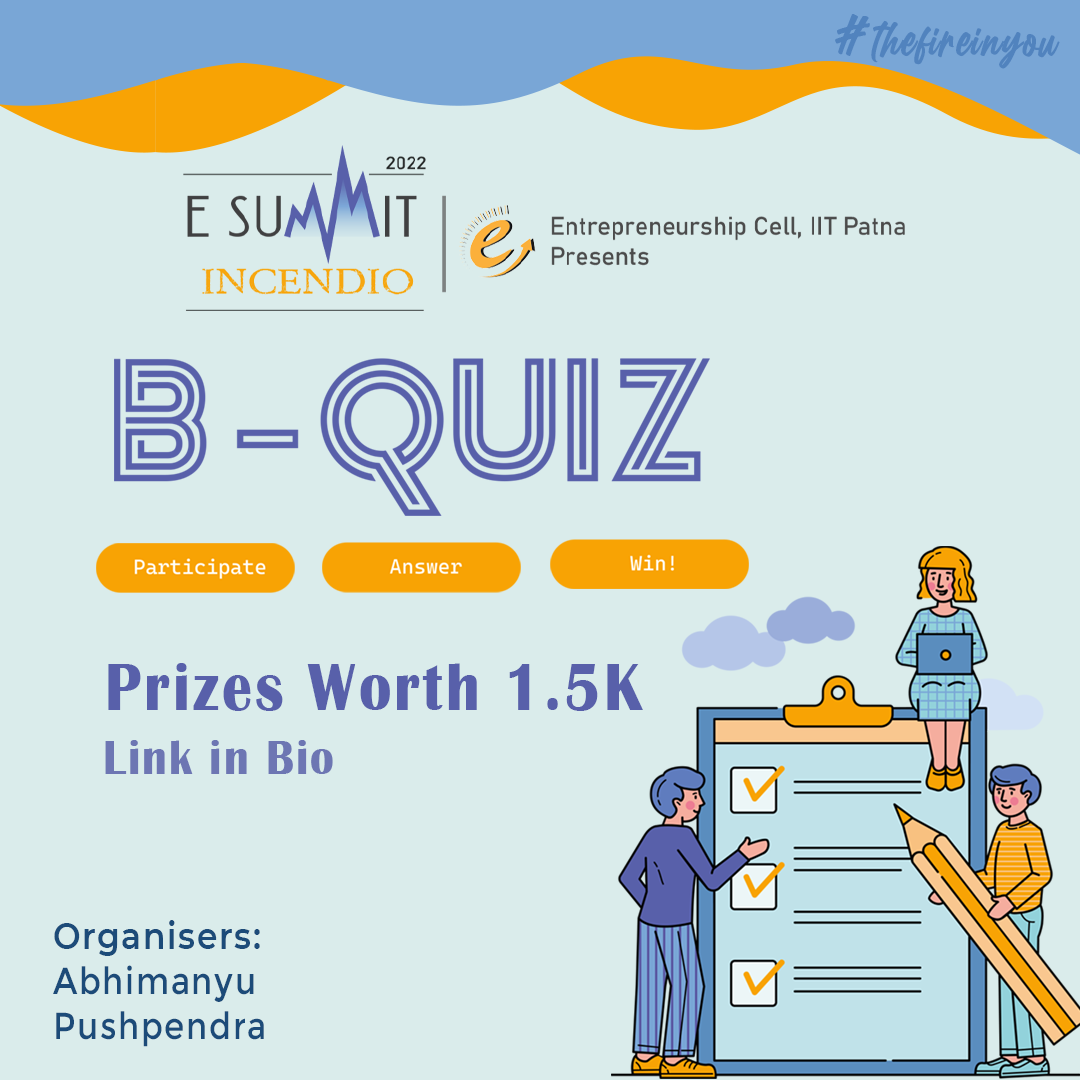 #thefireinyou
2022
E SUMMIT
INCENDIO
e
Entrepreneurship Cell, IIT Patna
Presents
B-QUIZ
Participate
Answer
Win!
Prizes Worth 1.5K
Link in Bio
Organisers:
Abhimanyu
Pushpendra